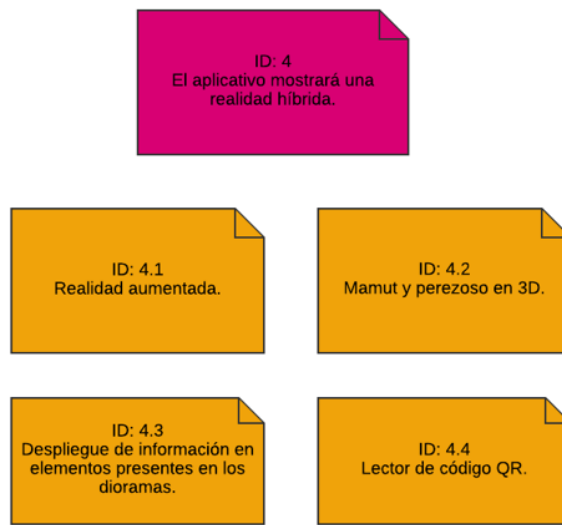 ID: 4
El aplicativo mostrará una
realidad híbrida.
ID: 4.1
Realidad aumentada.
ID: 4.2
Mamut y perezoso en 3D.
ID: 4.3
Despliegue de información en
elementos presentes en los
dioramas.
ID: 4.4
Lector de código QR.